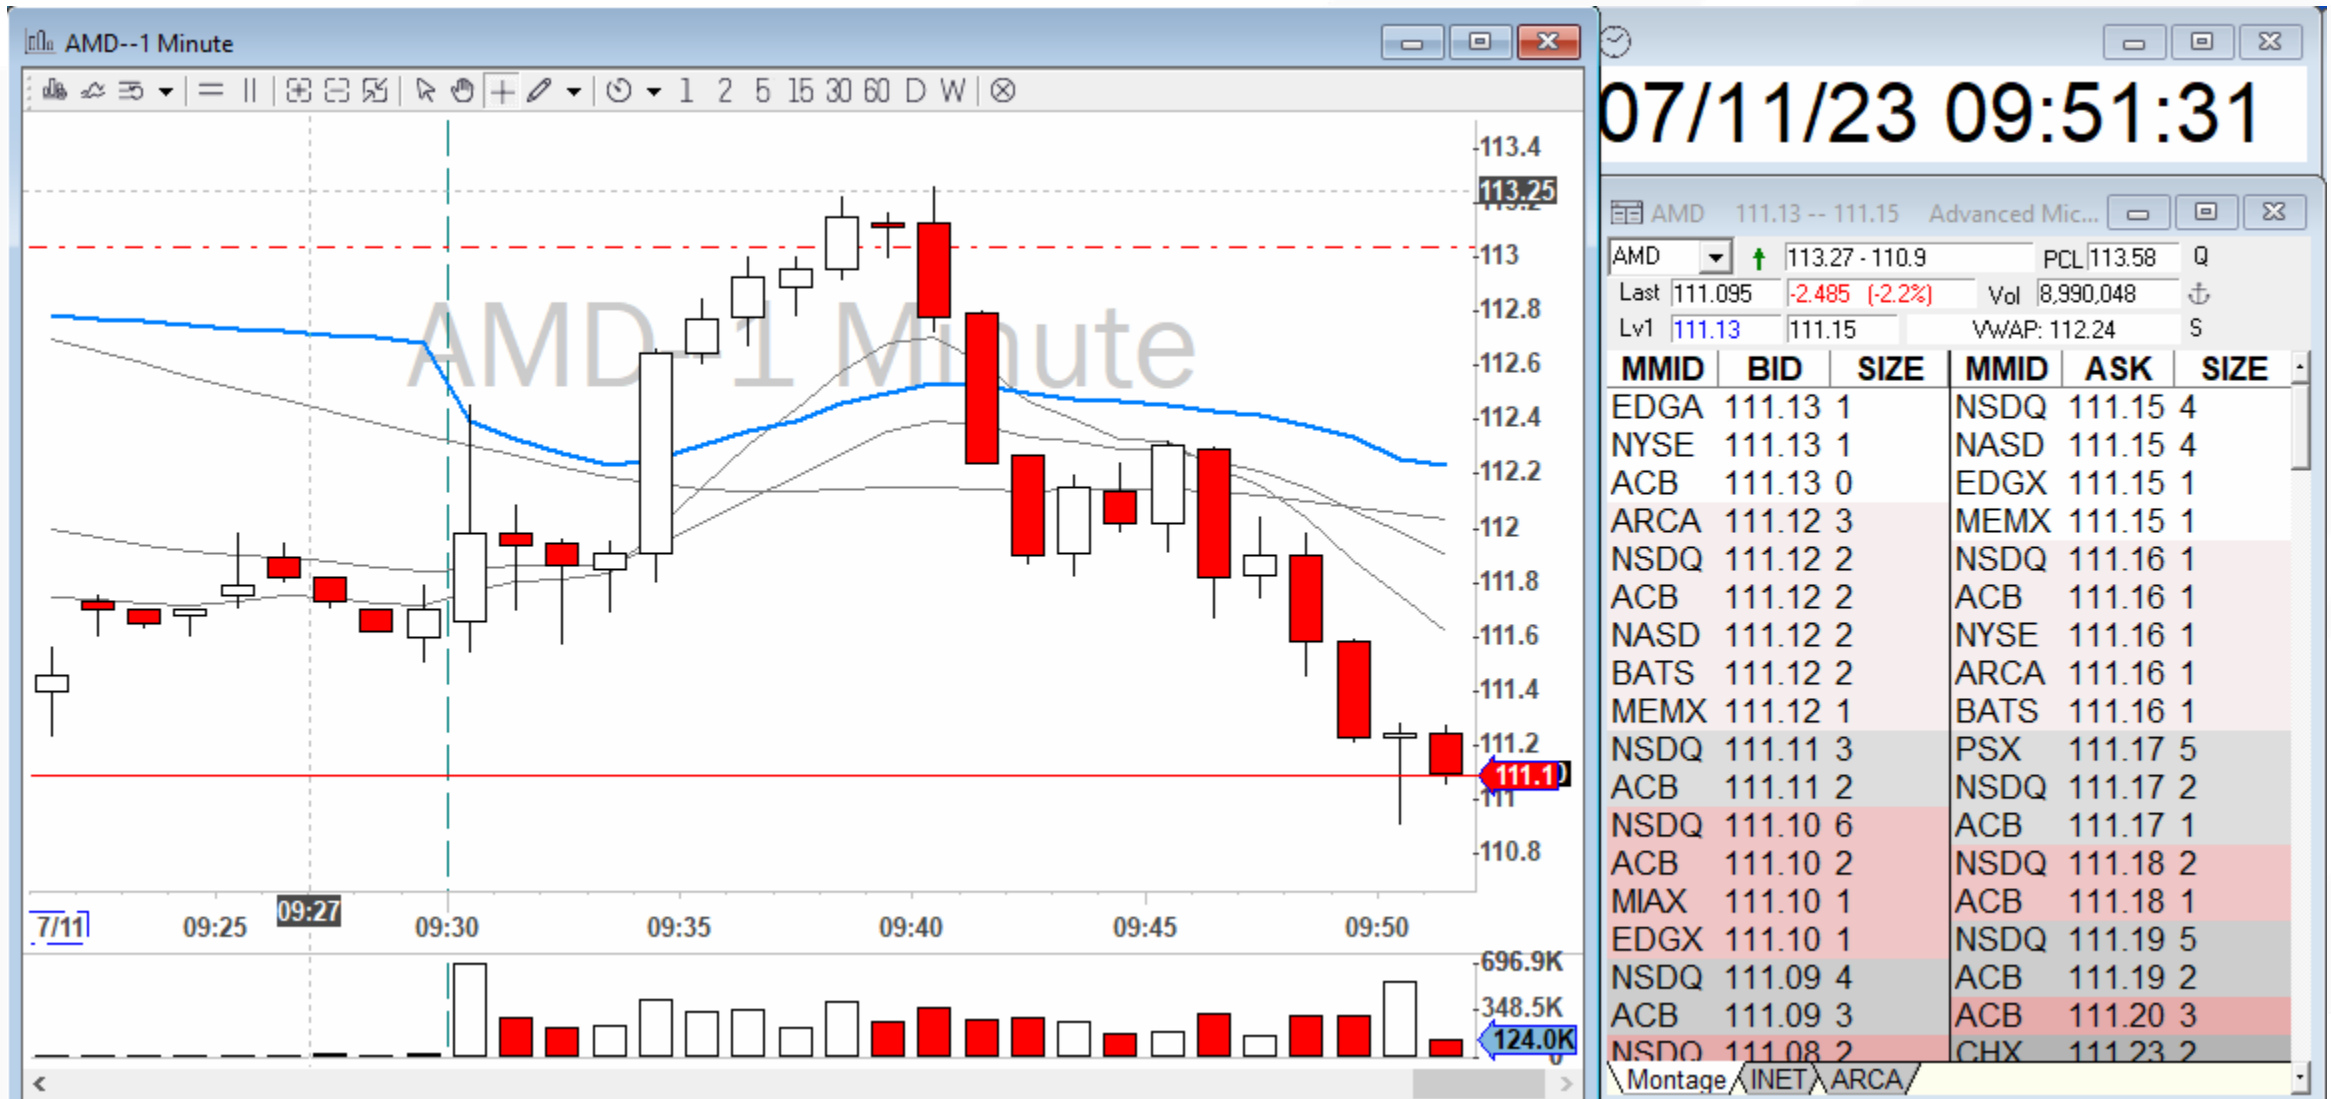 AMD--1 Minute
1 2 5 15 30 60 D W
AMD--1 Minute
113.4
113.25
113
112.8
112.6
112.4
112.2
112
111.8
111.6
111.4
111.2
111.1
111
110.8
7/11 09:25 09:27 09:30 09:35 09:40 09:45 09:50
696.9K
348.5K
124.0K
0
07/11/23 09:51:31
AMD 111.13 -- 111.15 Advanced Mic...
AMD 113.27 - 110.9 PCL 113.58 Q
Last 111.095 -2.485 (-2.2%) Vol 8,990,048
Lv1 111.13 111.15 VWAP: 112.24 S
MMID BID SIZE MMID ASK SIZE
EDGA 111.13 1 NSDQ 111.15 4
NYSE 111.13 1 NASD 111.15 4
ACB 111.13 0 EDGX 111.15 1
ARCA 111.12 3 MEMX 111.15 1
NSDQ 111.12 2 NSDQ 111.16 1
ACB 111.12 2 ACB 111.16 1
NASD 111.12 2 NYSE 111.16 1
BATS 111.12 2 ARCA 111.16 1
MEMX 111.12 1 BATS 111.16 1
NSDQ 111.11 3 PSX 111.17 5
ACB 111.11 2 NSDQ 111.17 2
NSDQ 111.10 6 ACB 111.17 1
ACB 111.10 2 NSDQ 111.18 2
MIAX 111.10 1 ACB 111.18 1
EDGX 111.10 1 NSDQ 111.19 5
NSDQ 111.09 4 ACB 111.19 2
ACB 111.09 3 ACB 111.20 3
NSDQ 111.08 2 CHX 111.23 2
Montage INET ARCA